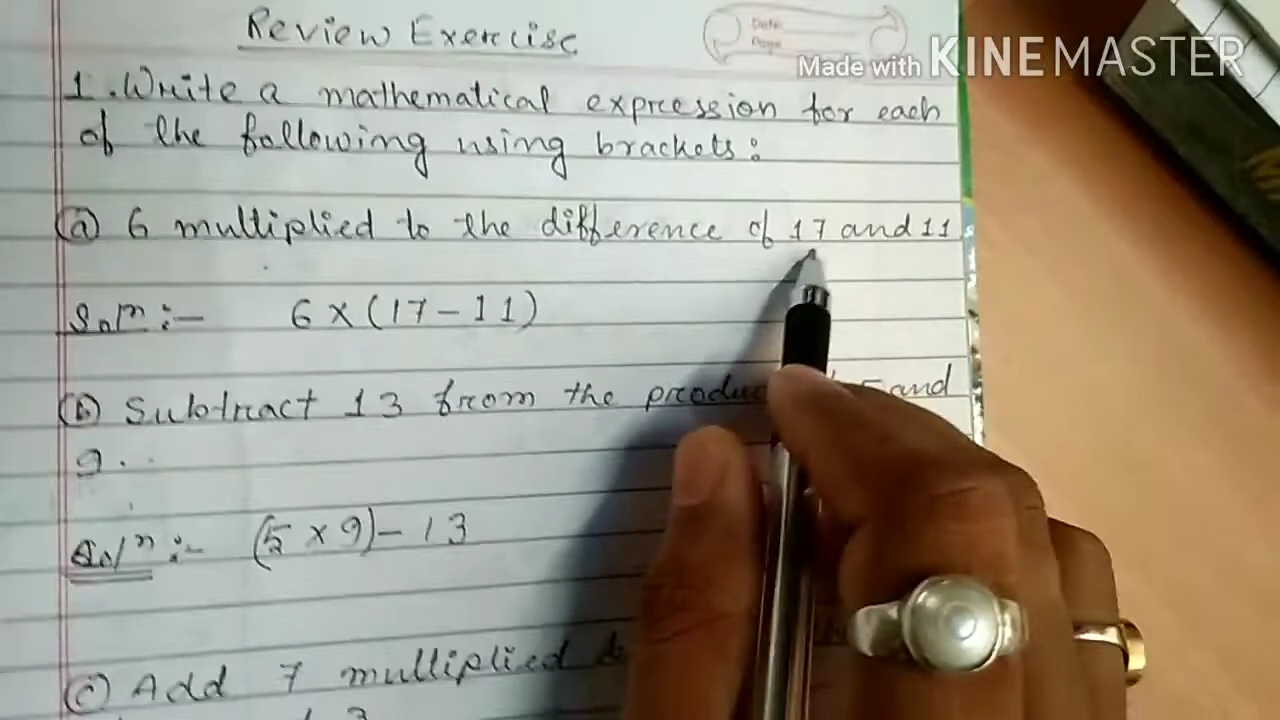 Review Exercise
Date
Page
Made with KINEMASTER
1. Write a mathematical expression for each
of the following using brackets:
(a) 6 multiplied to the difference of 17 and 11
Solⁿ :- 6 × (17 - 11)
(b) Subtract 13 from the and
9.
Solⁿ :- (5 × 9) - 13
(c) Add 7 multiplied